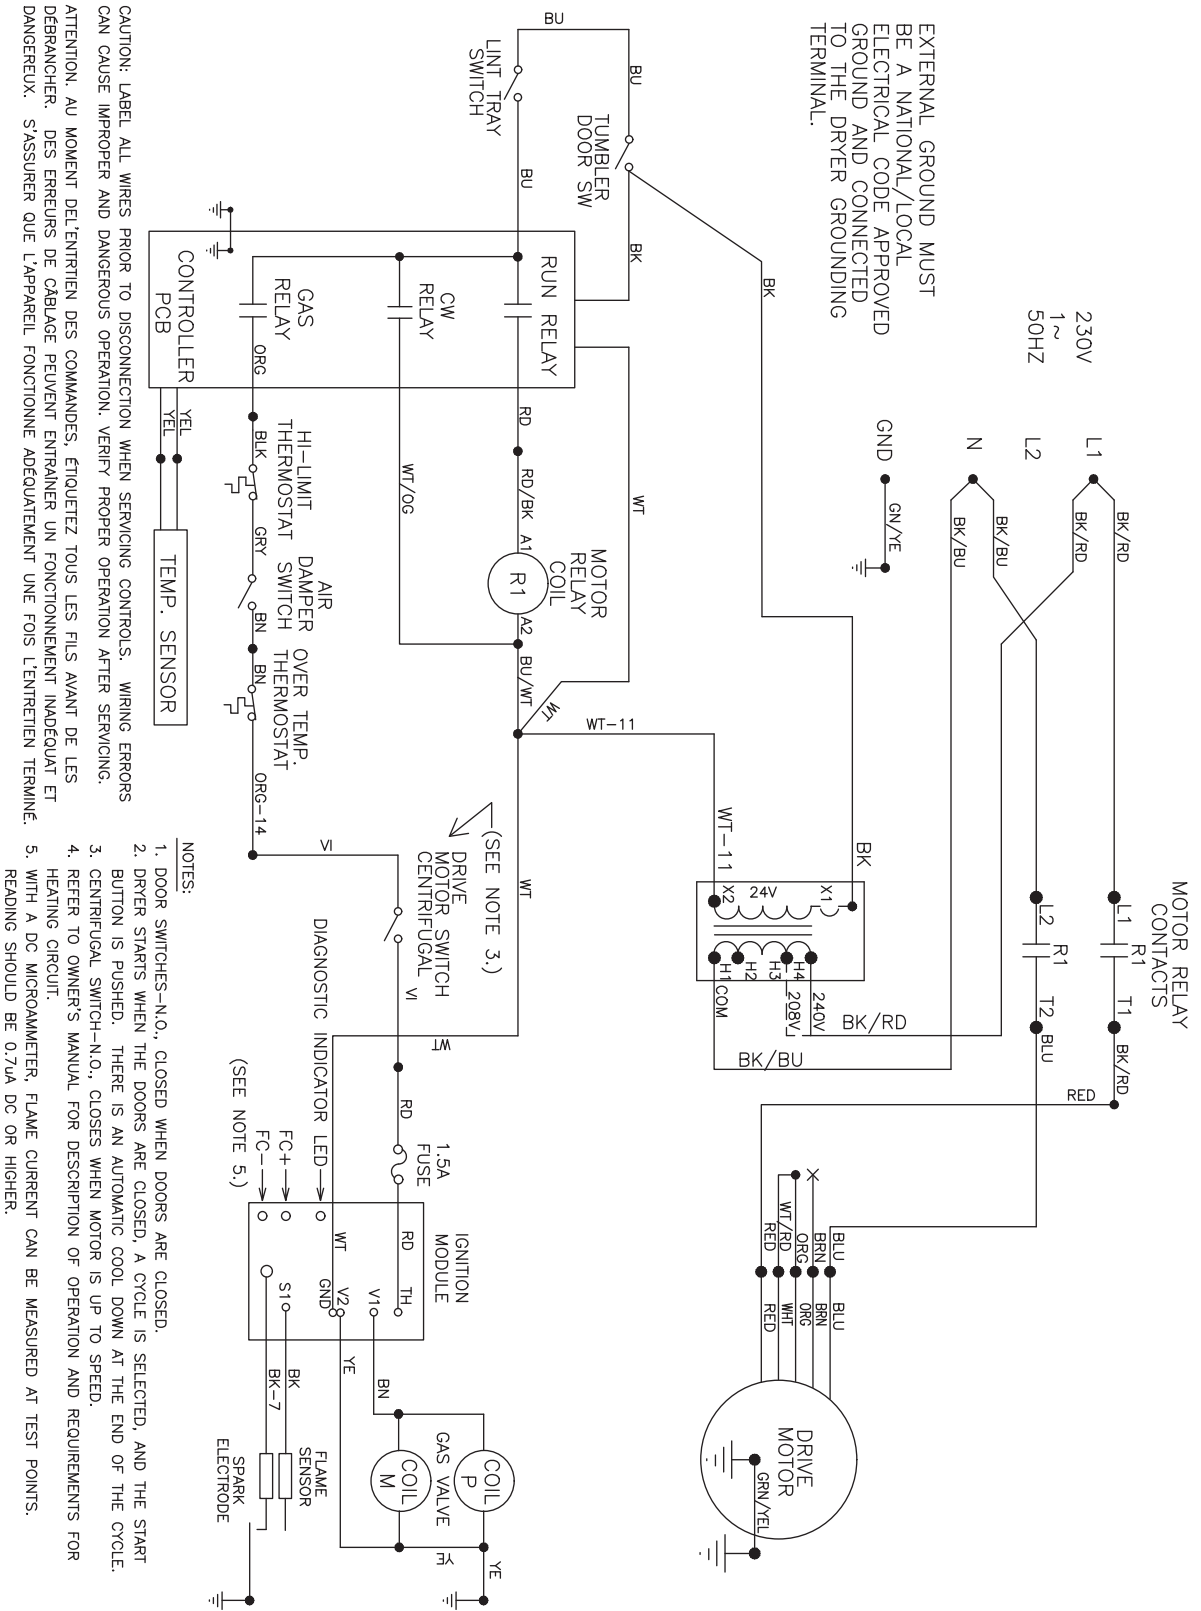 EXTERNAL GROUND MUST
BE A NATIONAL/LOCAL
ELECTRICAL CODE APPROVED
GROUND AND CONNECTED
TO THE DRYER GROUNDING
TERMINAL.
230V
1~
50HZ
L1
L2
N
GND
GN/YE
BK/RD
BK/RD
BK/BU
BK/BU
MOTOR RELAY
CONTACTS
L1
R1
T1
BK/RD
L2
R1
T2
BLU
RED
BK/RD
BK/BU
BK
WT-11
WT-11
X1
24V
X2
H1
H2
H3
H4
COM
208V
240V
BLU
BRN
ORG
WT/RD
RED
BLU
BRN
ORG
WHT
RED
DRIVE
MOTOR
GRN/YEL
BU
BU
BU
LINT TRAY
SWITCH
TUMBLER
DOOR SW
BK
BK
RUN RELAY
CW
RELAY
GAS
RELAY
CONTROLLER
PCB
RD
RD/BK
A1
R1
A2
MOTOR
RELAY
COIL
BU/WT
WT
WT
WT/OG
WT
WT
ORG
BLK
HI-LIMIT
THERMOSTAT
GRY
AIR
DAMPER
SWITCH
BN
BN
OVER TEMP.
THERMOSTAT
ORG-14
YEL
YEL
TEMP. SENSOR
VI
(SEE NOTE 3.)
DRIVE
MOTOR SWITCH
CENTRIFUGAL
VI
RD
1.5A
FUSE
DIAGNOSTIC INDICATOR LED
FC+
FC-
(SEE NOTE 5.)
IGNITION
MODULE
RD
TH
WT
V1
V2
GND
S1
BN
YE
BK
BK-7
COIL
P
GAS VALVE
COIL
M
YE
YE
FLAME
SENSOR
SPARK
ELECTRODE
CAUTION: LABEL ALL WIRES PRIOR TO DISCONNECTION WHEN SERVICING CONTROLS. WIRING ERRORS
CAN CAUSE IMPROPER AND DANGEROUS OPERATION. VERIFY PROPER OPERATION AFTER SERVICING.
ATTENTION. AU MOMENT DEL'ENTRTIEN DES COMMANDES, ÉTIQUETEZ TOUS LES FILS AVANT DE LES
DÉBRANCHER. DES ERREURS DE CÂBLAGE PEUVENT ENTRAÎNER UN FONCTIONNEMENT INADÉQUAT ET
DANGEREUX. S'ASSURER QUE L'APPAREIL FONCTIONNE ADÉQUATEMENT UNE FOIS L'ENTRETIEN TERMINÉ.
NOTES:
1. DOOR SWITCHES-N.O., CLOSED WHEN DOORS ARE CLOSED.
2. DRYER STARTS WHEN THE DOORS ARE CLOSED, A CYCLE IS SELECTED, AND THE START
BUTTON IS PUSHED. THERE IS AN AUTOMATIC COOL DOWN AT THE END OF THE CYCLE.
3. CENTRIFUGAL SWITCH-N.O., CLOSES WHEN MOTOR IS UP TO SPEED.
4. REFER TO OWNER'S MANUAL FOR DESCRIPTION OF OPERATION AND REQUIREMENTS FOR
HEATING CIRCUIT.
5. WITH A DC MICROAMMETER, FLAME CURRENT CAN BE MEASURED AT TEST POINTS.
READING SHOULD BE 0.7uA DC OR HIGHER.